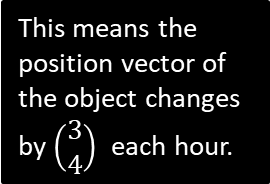 This means the
position vector of
the object changes
by (3 4) each hour.